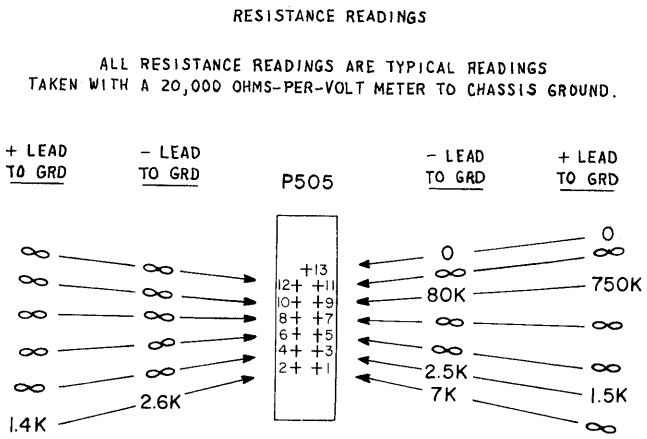 RESISTANCE READINGS
ALL RESISTANCE READINGS ARE TYPICAL READINGS
TAKEN WITH A 20,000 OHMS-PER-VOLT METER TO CHASSIS GROUND.
+ LEAD TO GRD
- LEAD TO GRD
P505
- LEAD TO GRD
+ LEAD TO GRD
∞ ∞ +13 0 0
∞ ∞ 12+ +11 ∞ ∞
∞ ∞ 10+ +9 80K 750K
∞ ∞ 8+ +7 ∞ ∞
∞ ∞ 6+ +5 ∞ ∞
1.4K 2.6K 4+ +3 2.5K 1.5K
2+ +1 7K ∞